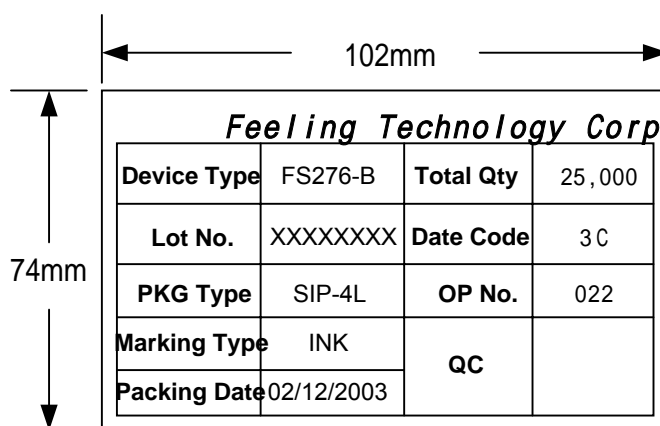 102mm
Feeling Technology Corp
Device Type FS276-B Total Qty 25,000
Lot No. XXXXXXXX Date Code 3C
74mm
PKG Type SIP-4L OP No. 022
Marking Type INK
QC
Packing Date 02/12/2003